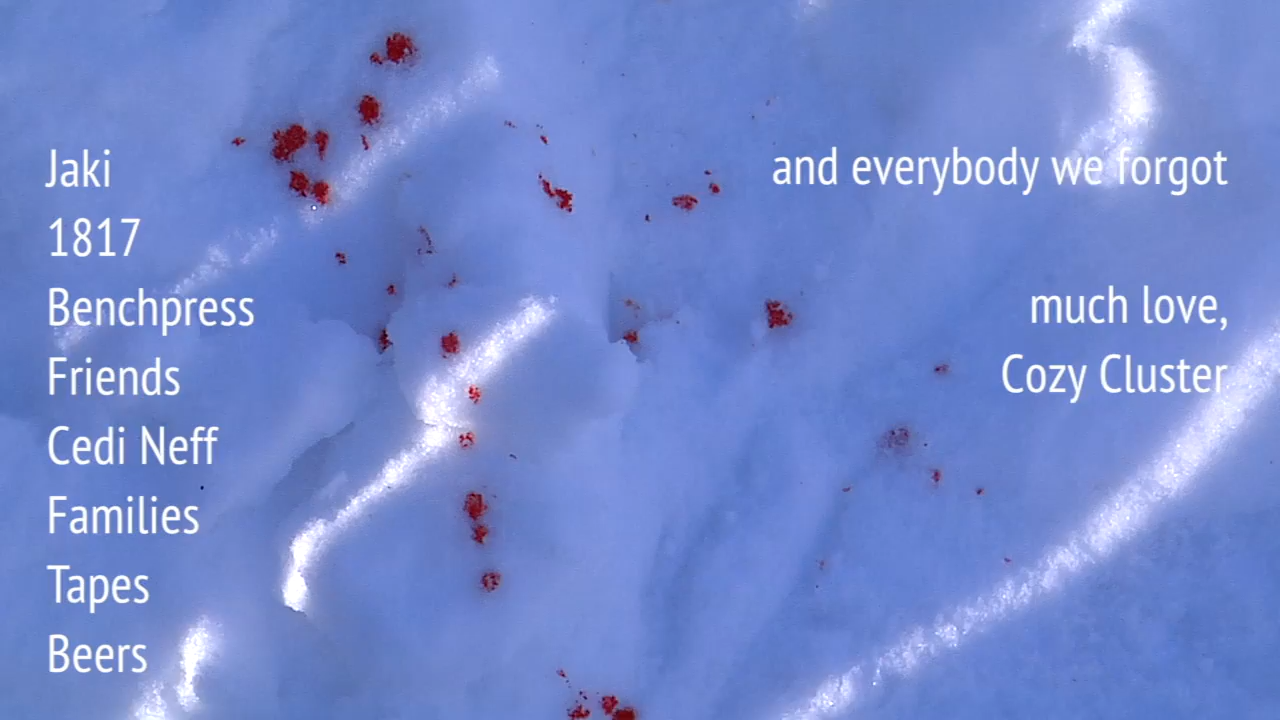 Jaki
1817
Benchpress
Friends
Cedi Neff
Families
Tapes
Beers
and everybody we forgot
much love,
Cozy Cluster